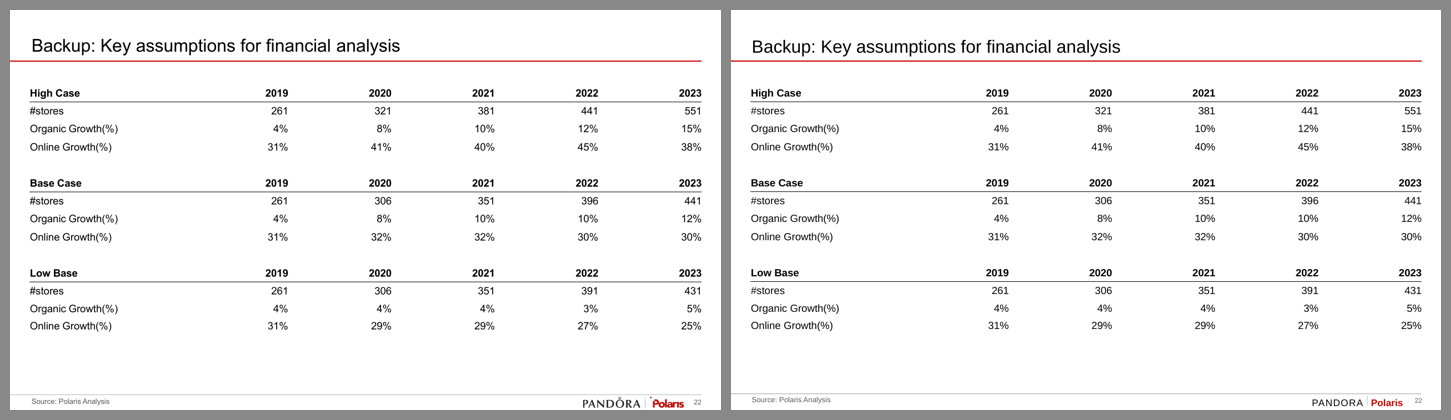 Backup: Key assumptions for financial analysis
High Case 2019 2020 2021 2022 2023
#stores 261 321 381 441 551
Organic Growth(%) 4% 8% 10% 12% 15%
Online Growth(%) 31% 41% 40% 45% 38%
Base Case 2019 2020 2021 2022 2023
#stores 261 306 351 396 441
Organic Growth(%) 4% 8% 10% 10% 12%
Online Growth(%) 31% 32% 32% 30% 30%
Low Base 2019 2020 2021 2022 2023
#stores 261 306 351 391 431
Organic Growth(%) 4% 4% 4% 3% 5%
Online Growth(%) 31% 29% 29% 27% 25%
Source: Polaris Analysis PANDÖRA Polaris 22
Backup: Key assumptions for financial analysis
High Case 2019 2020 2021 2022 2023
#stores 261 321 381 441 551
Organic Growth(%) 4% 8% 10% 12% 15%
Online Growth(%) 31% 41% 40% 45% 38%
Base Case 2019 2020 2021 2022 2023
#stores 261 306 351 396 441
Organic Growth(%) 4% 8% 10% 10% 12%
Online Growth(%) 31% 32% 32% 30% 30%
Low Base 2019 2020 2021 2022 2023
#stores 261 306 351 391 431
Organic Growth(%) 4% 4% 4% 3% 5%
Online Growth(%) 31% 29% 29% 27% 25%
Source: Polaris Analysis PANDORA Polaris 22